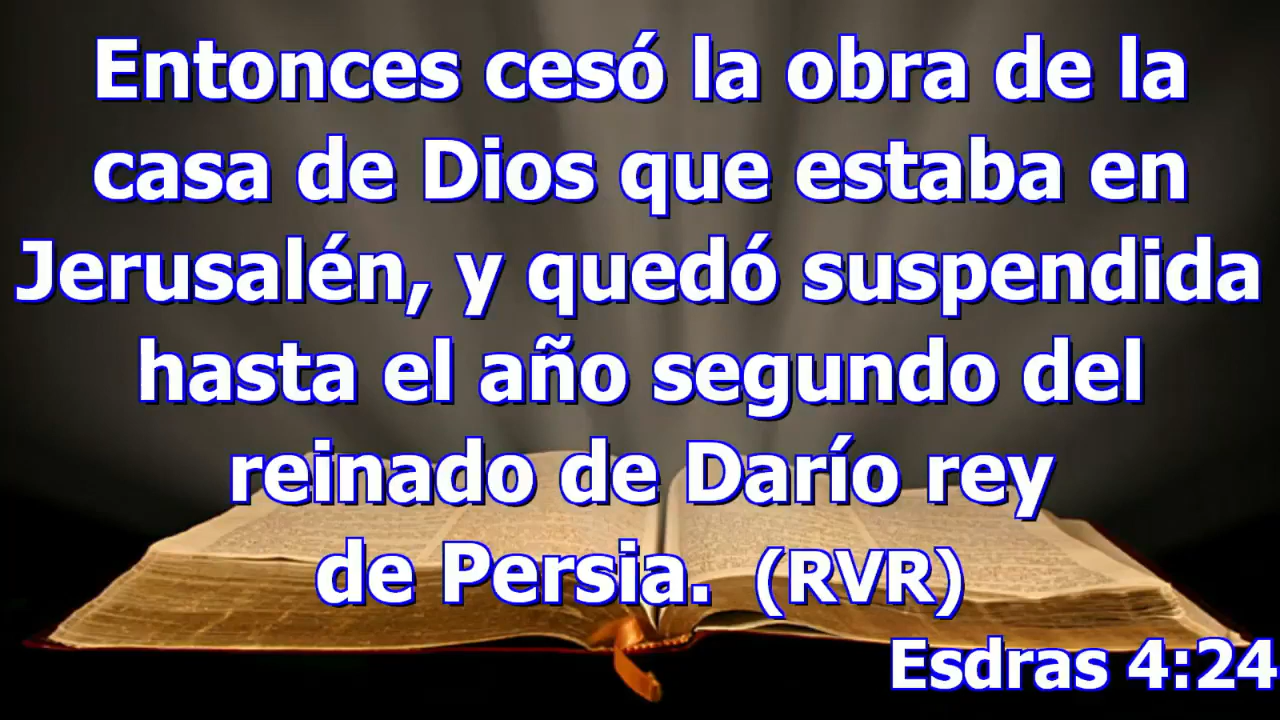 Entonces cesó la obra de la
casa de Dios que estaba en
Jerusalén, y quedó suspendida
hasta el año segundo del
reinado de Darío rey
de Persia. (RVR)
Esdras 4:24